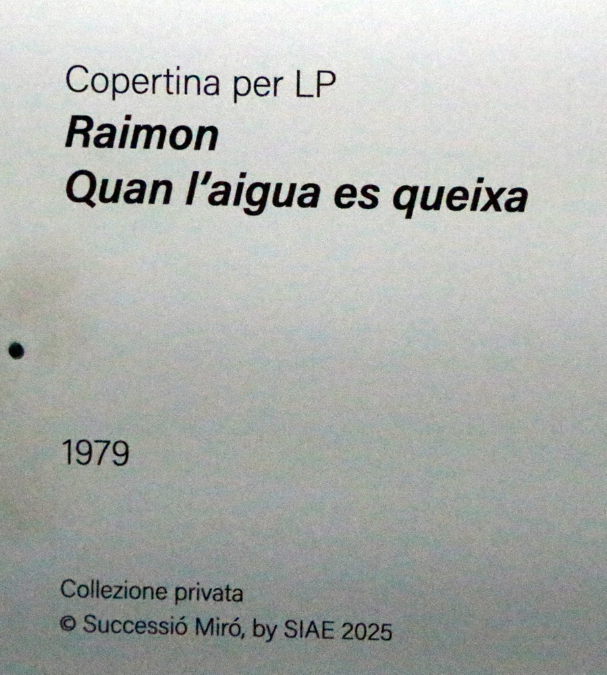 Copertina per LP
Raimon
Quan l'aigua es queixa
1979
Collezione privata
© Successió Miró, by SIAE 2025